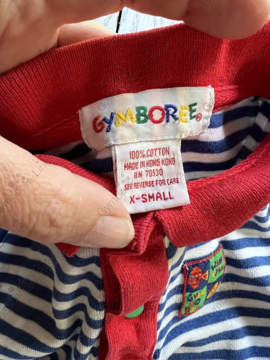 GYMBOREE®
100% COTTON
MADE IN HONG KONG
RN 70530
SEE REVERSE FOR CARE
X-SMALL